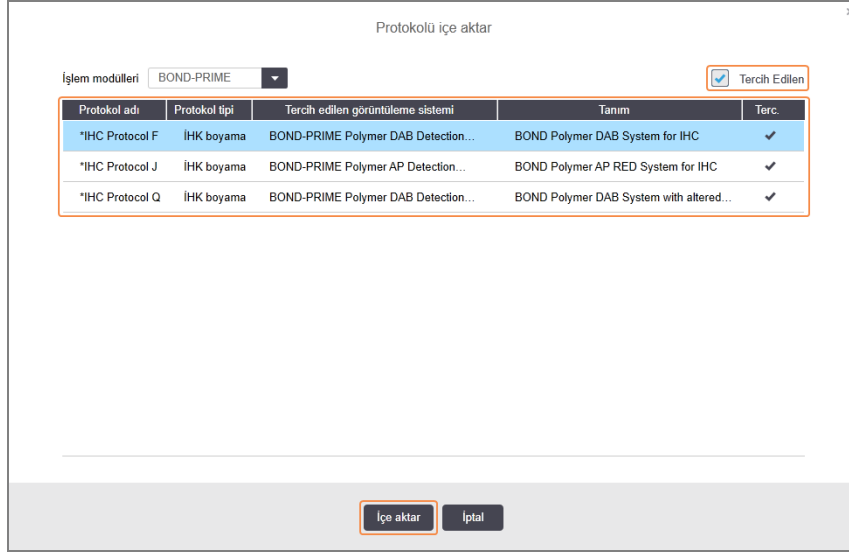 Protokolü içe aktar
İşlem modülleri BOND-PRIME Tercih Edilen
Protokol adı Protokol tipi Tercih edilen görüntüleme sistemi Tanım Terc.
*IHC Protocol F İHK boyama BOND-PRIME Polymer DAB Detection... BOND Polymer DAB System for IHC
*IHC Protocol J İHK boyama BOND-PRIME Polymer AP Detection... BOND Polymer AP RED System for IHC
*IHC Protocol Q İHK boyama BOND-PRIME Polymer DAB Detection... BOND Polymer DAB System with altered...
İçe aktar İptal